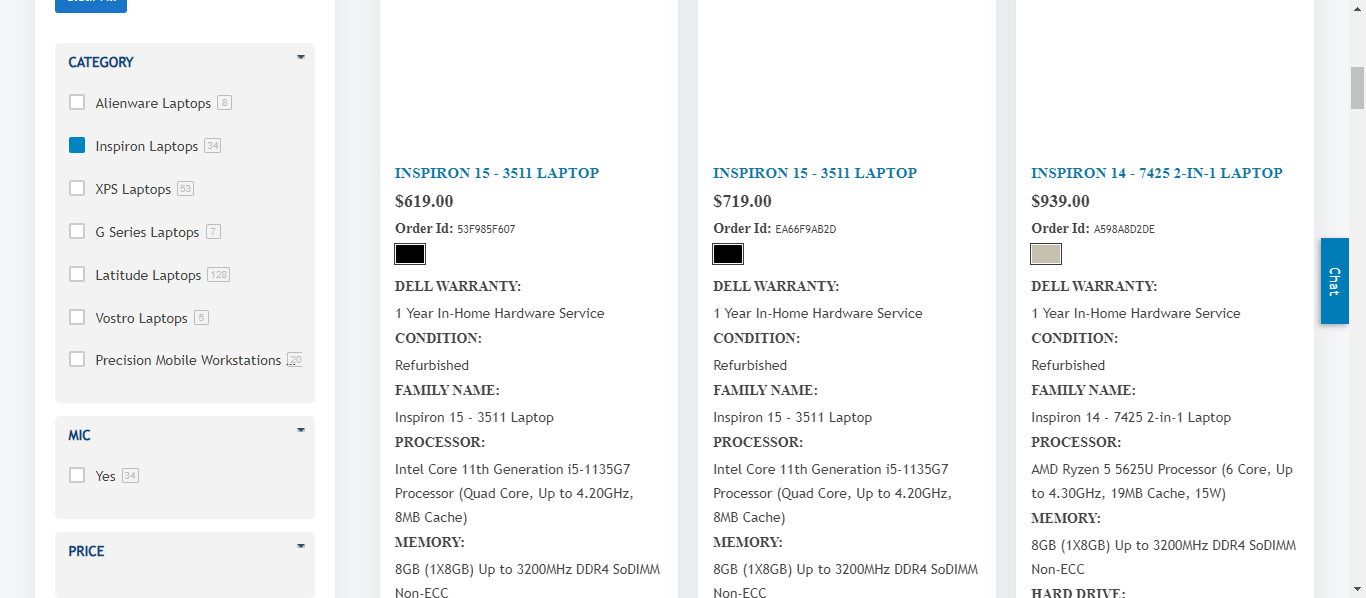 CATEGORY
Alienware Laptops 8
Inspiron Laptops 34
XPS Laptops 53
G Series Laptops 7
Latitude Laptops 128
Vostro Laptops 5
Precision Mobile Workstations ... 20
MIC
Yes 34
PRICE
INSPIRON 15 - 3511 LAPTOP
$619.00
Order Id: 53F985F607
DELL WARRANTY:
1 Year In-Home Hardware Service
CONDITION:
Refurbished
FAMILY NAME:
Inspiron 15 - 3511 Laptop
PROCESSOR:
Intel Core 11th Generation i5-1135G7
Processor (Quad Core, Up to 4.20GHz,
8MB Cache)
MEMORY:
8GB (1X8GB) Up to 3200MHz DDR4 SoDIMM
Non-ECC
INSPIRON 15 - 3511 LAPTOP
$719.00
Order Id: EA66F9AB2D
DELL WARRANTY:
1 Year In-Home Hardware Service
CONDITION:
Refurbished
FAMILY NAME:
Inspiron 15 - 3511 Laptop
PROCESSOR:
Intel Core 11th Generation i5-1135G7
Processor (Quad Core, Up to 4.20GHz,
8MB Cache)
MEMORY:
8GB (1X8GB) Up to 3200MHz DDR4 SoDIMM
Non-ECC
INSPIRON 14 - 7425 2-IN-1 LAPTOP
$939.00
Order Id: A598A8D2DE
DELL WARRANTY:
1 Year In-Home Hardware Service
CONDITION:
Refurbished
FAMILY NAME:
Inspiron 14 - 7425 2-in-1 Laptop
PROCESSOR:
AMD Ryzen 5 5625U Processor (6 Core, Up
to 4.30GHz, 19MB Cache, 15W)
MEMORY:
8GB (1X8GB) Up to 3200MHz DDR4 SoDIMM
Non-ECC
HARD DRIVE:
Chat